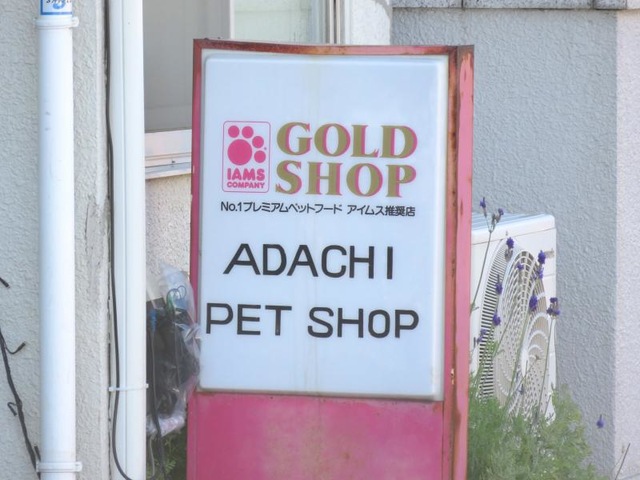 GOLD
SHOP
IAMS
COMPANY
No.1プレミアムペットフード アイムス推奨店
ADACHI
PET SHOP